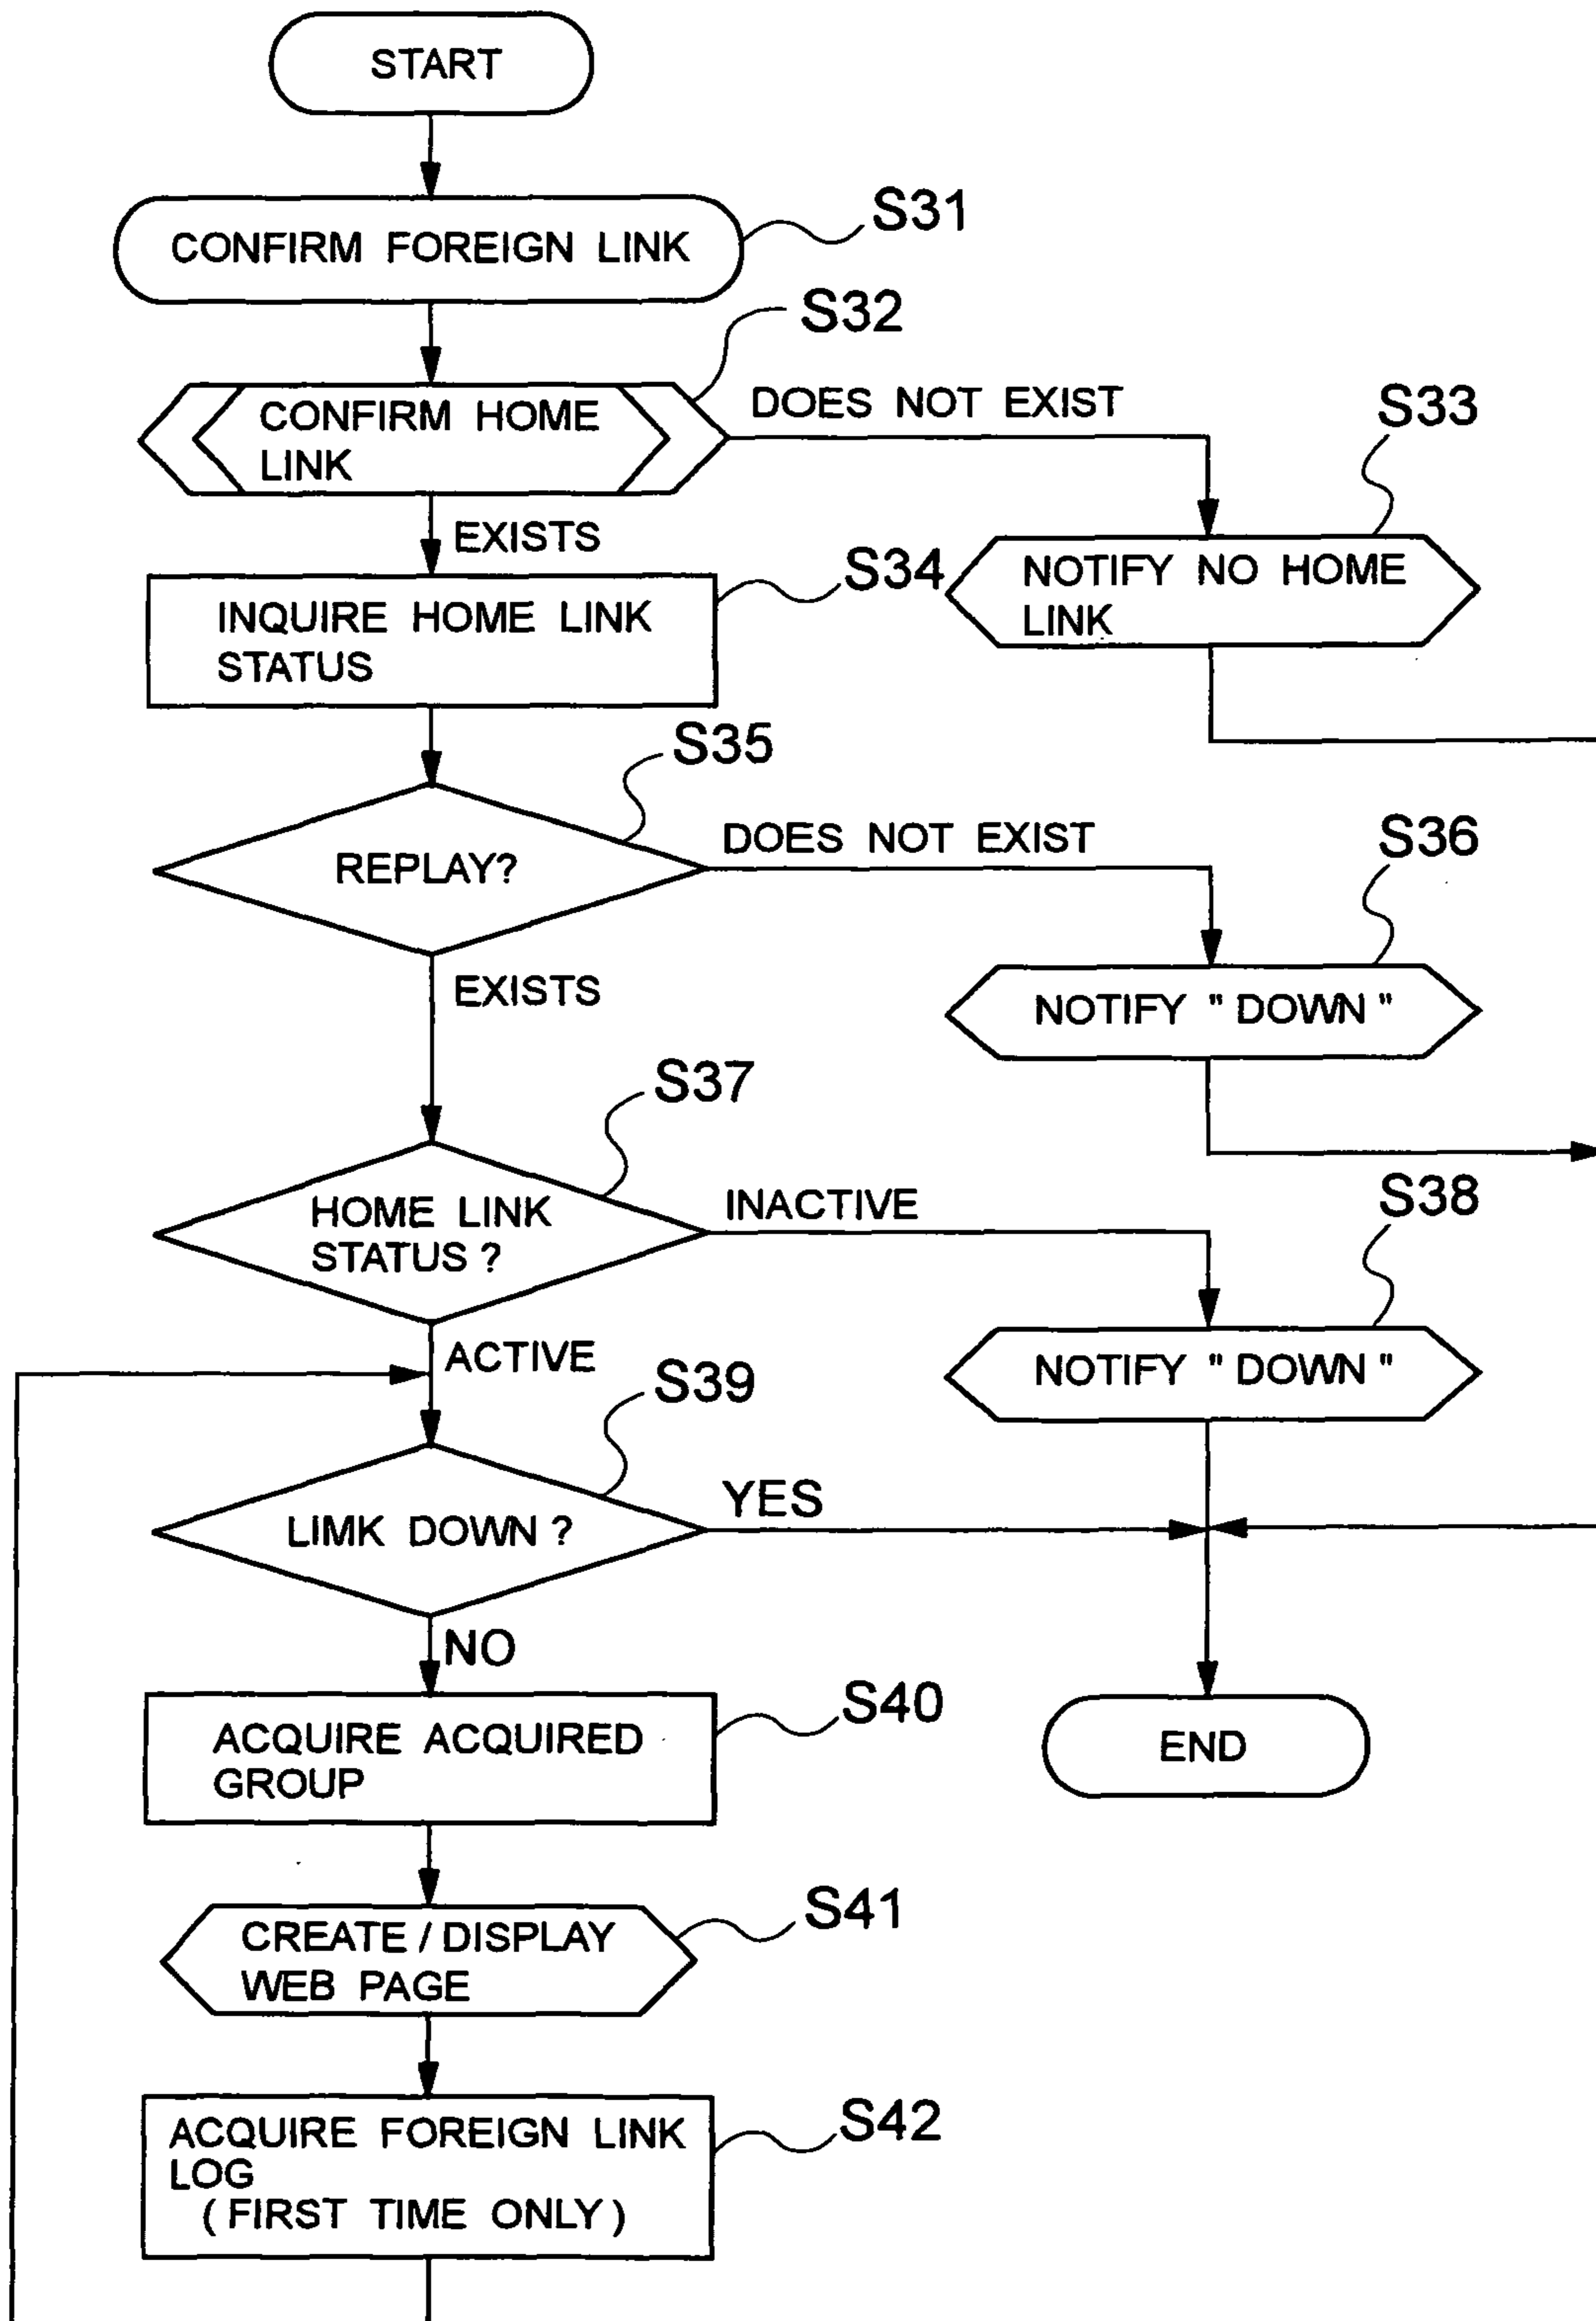 START
CONFIRM FOREIGN LINK
S31
S32
CONFIRM HOME
LINK
DOES NOT EXIST
S33
EXISTS
NOTIFY NO HOME
LINK
S34
INQUIRE HOME LINK
STATUS
S35
REPLAY?
DOES NOT EXIST
S36
EXISTS
NOTIFY "DOWN"
S37
HOME LINK
STATUS?
INACTIVE
S38
ACTIVE
NOTIFY "DOWN"
S39
LIMK DOWN?
YES
NO
S40
ACQUIRE ACQUIRED
GROUP
END
S41
CREATE/DISPLAY
WEB PAGE
S42
ACQUIRE FOREIGN LINK
LOG
(FIRST TIME ONLY)